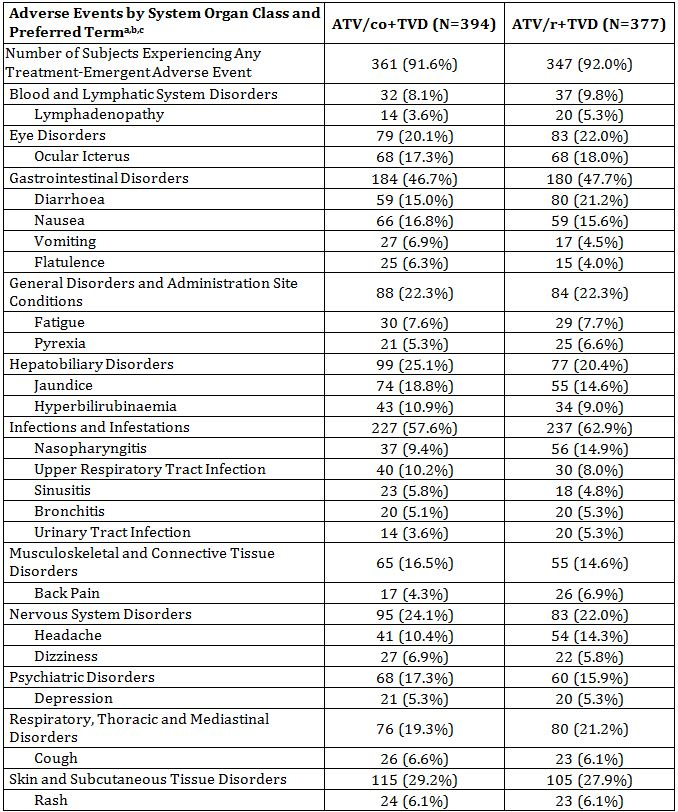 Adverse Events by System Organ Class and Preferred Term^a,b,c ATV/co+TVD (N=394) ATV/r+TVD (N=377)
Number of Subjects Experiencing Any Treatment-Emergent Adverse Event 361 (91.6%) 347 (92.0%)
Blood and Lymphatic System Disorders 32 (8.1%) 37 (9.8%)
Lymphadenopathy 14 (3.6%) 20 (5.3%)
Eye Disorders 79 (20.1%) 83 (22.0%)
Ocular Icterus 68 (17.3%) 68 (18.0%)
Gastrointestinal Disorders 184 (46.7%) 180 (47.7%)
Diarrhoea 59 (15.0%) 80 (21.2%)
Nausea 66 (16.8%) 59 (15.6%)
Vomiting 27 (6.9%) 17 (4.5%)
Flatulence 25 (6.3%) 15 (4.0%)
General Disorders and Administration Site Conditions 88 (22.3%) 84 (22.3%)
Fatigue 30 (7.6%) 29 (7.7%)
Pyrexia 21 (5.3%) 25 (6.6%)
Hepatobiliary Disorders 99 (25.1%) 77 (20.4%)
Jaundice 74 (18.8%) 55 (14.6%)
Hyperbilirubinaemia 43 (10.9%) 34 (9.0%)
Infections and Infestations 227 (57.6%) 237 (62.9%)
Nasopharyngitis 37 (9.4%) 56 (14.9%)
Upper Respiratory Tract Infection 40 (10.2%) 30 (8.0%)
Sinusitis 23 (5.8%) 18 (4.8%)
Bronchitis 20 (5.1%) 20 (5.3%)
Urinary Tract Infection 14 (3.6%) 20 (5.3%)
Musculoskeletal and Connective Tissue Disorders 65 (16.5%) 55 (14.6%)
Back Pain 17 (4.3%) 26 (6.9%)
Nervous System Disorders 95 (24.1%) 83 (22.0%)
Headache 41 (10.4%) 54 (14.3%)
Dizziness 27 (6.9%) 22 (5.8%)
Psychiatric Disorders 68 (17.3%) 60 (15.9%)
Depression 21 (5.3%) 20 (5.3%)
Respiratory, Thoracic and Mediastinal Disorders 76 (19.3%) 80 (21.2%)
Cough 26 (6.6%) 23 (6.1%)
Skin and Subcutaneous Tissue Disorders 115 (29.2%) 105 (27.9%)
Rash 24 (6.1%) 23 (6.1%)